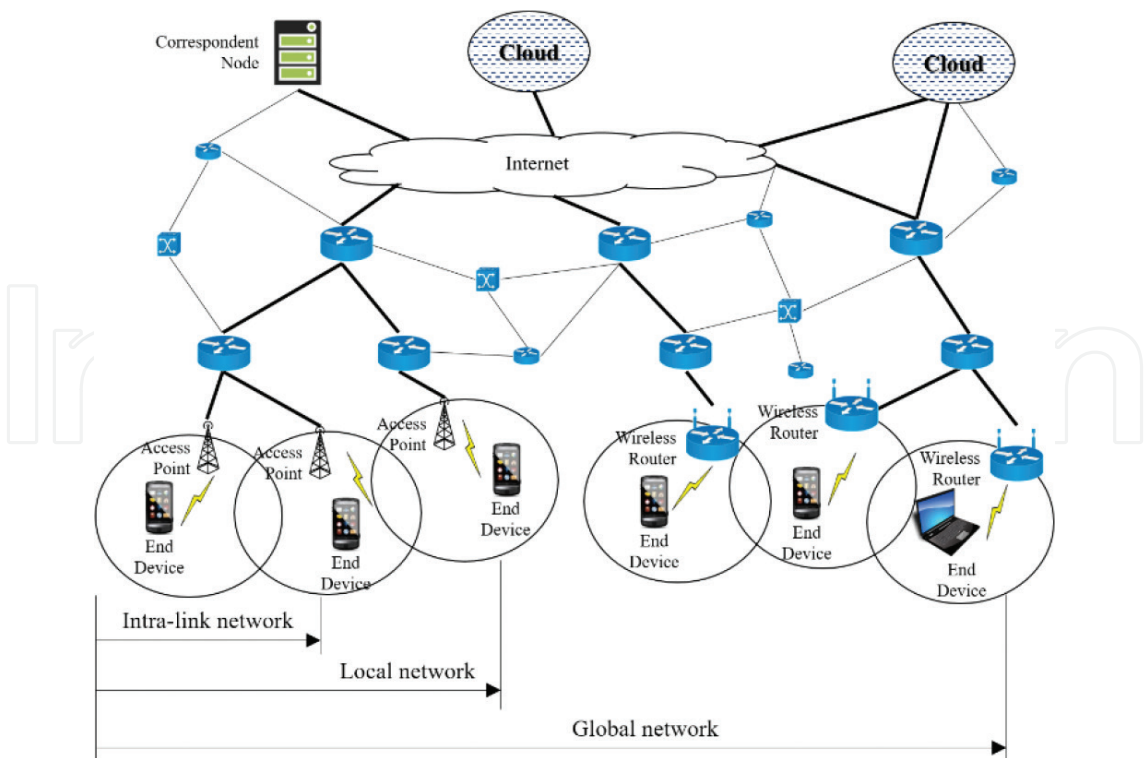 Correspondent
Node
Cloud
Cloud
Internet
Access
Point
Access
Point
Access
Point
Wireless
Router
Wireless
Router
Wireless
Router
End
Device
End
Device
End
Device
End
Device
End
Device
End
Device
Intra-link network
Local network
Global network